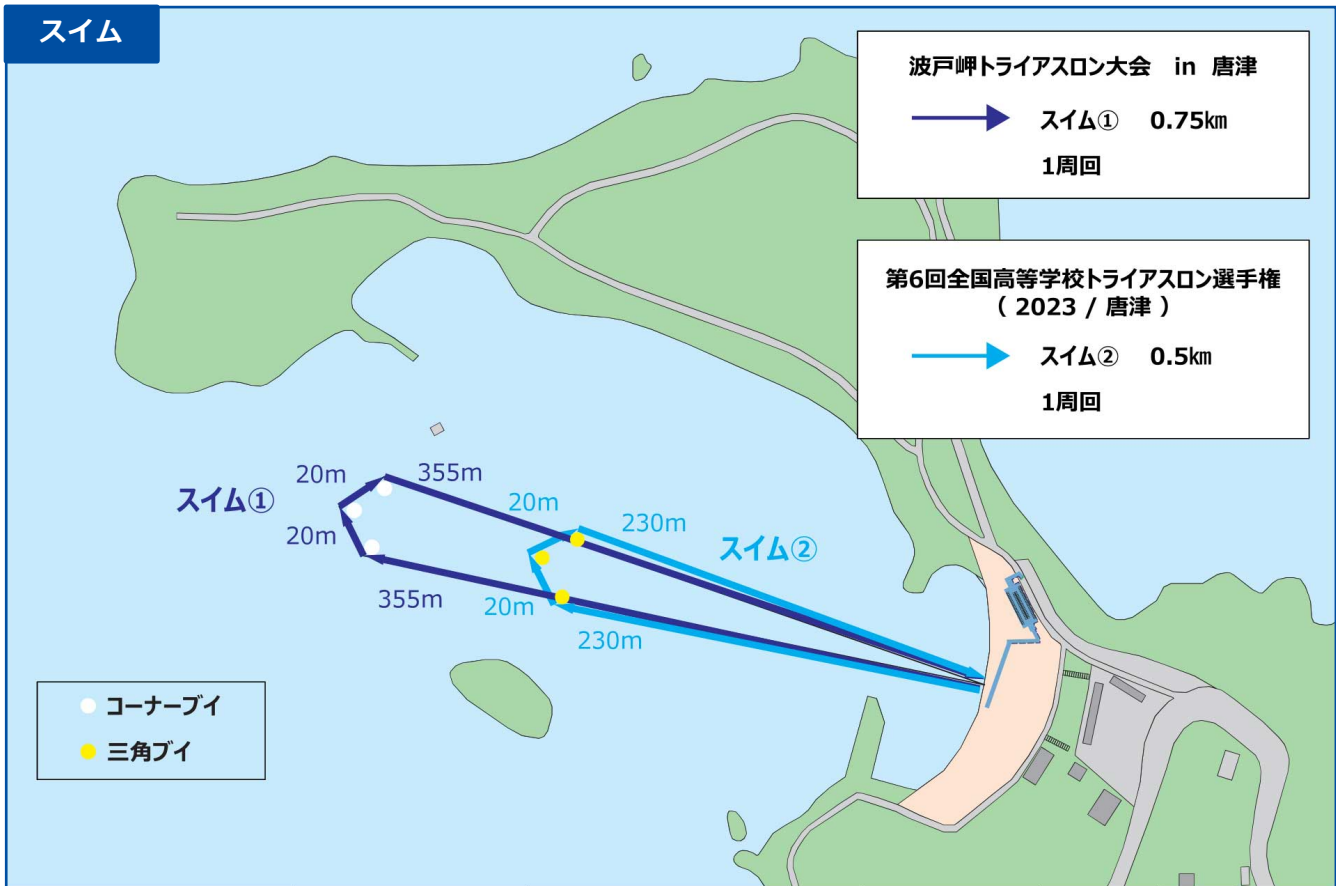 スイム
波戸岬トライアスロン大会 in 唐津
スイム① 0.75㎞
1周回
第6回全国高等学校トライアスロン選手権
( 2023 / 唐津 )
スイム② 0.5㎞
1周回
20m
355m
スイム①
20m
355m
20m
230m
スイム②
20m
230m
コーナーブイ
三角ブイ